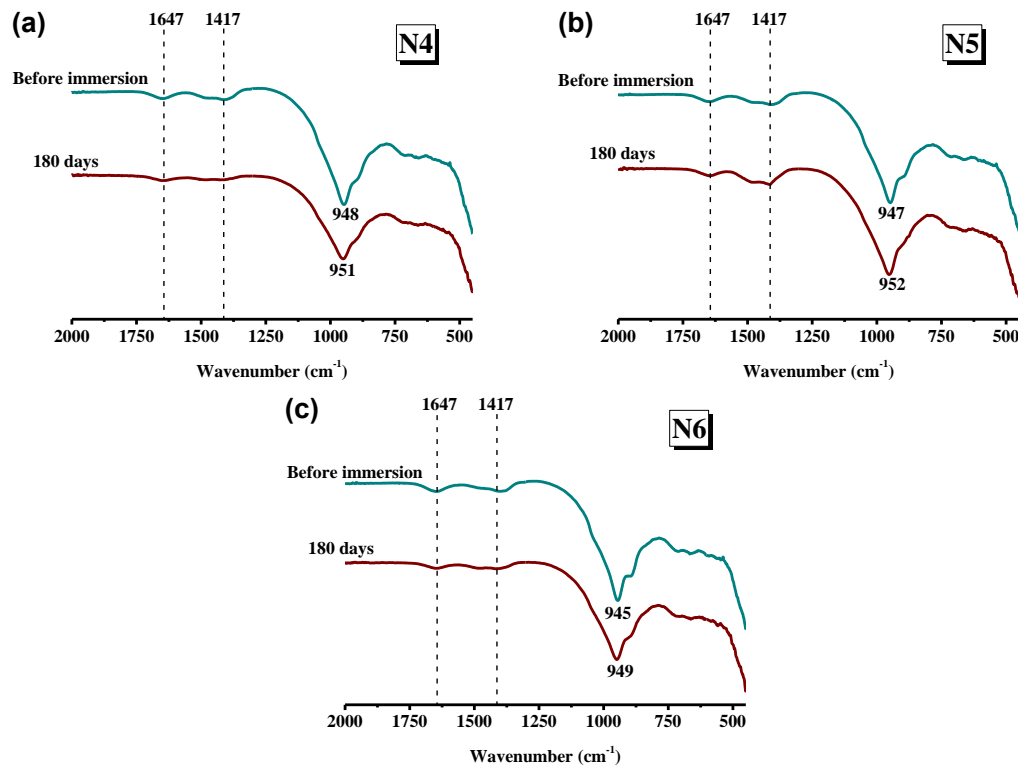 (a)
1647 1417
N4
Before immersion
180 days
948
951
2000 1750 1500 1250 1000 750 500
Wavenumber (cm⁻¹)
(b)
1647 1417
N5
Before immersion
180 days
947
952
2000 1750 1500 1250 1000 750 500
Wavenumber (cm⁻¹)
(c)
1647 1417
N6
Before immersion
180 days
945
949
2000 1750 1500 1250 1000 750 500
Wavenumber (cm⁻¹)